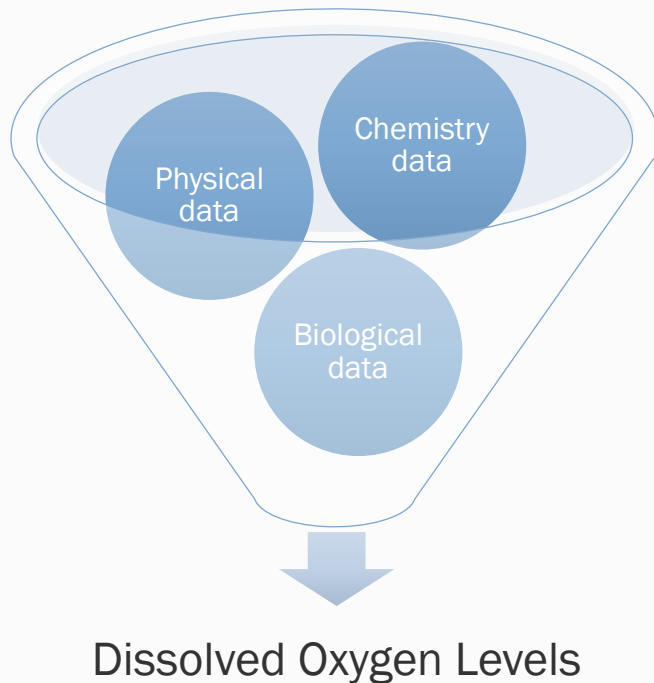 Chemistry
data
Physical
data
Biological
data
Dissolved Oxygen Levels